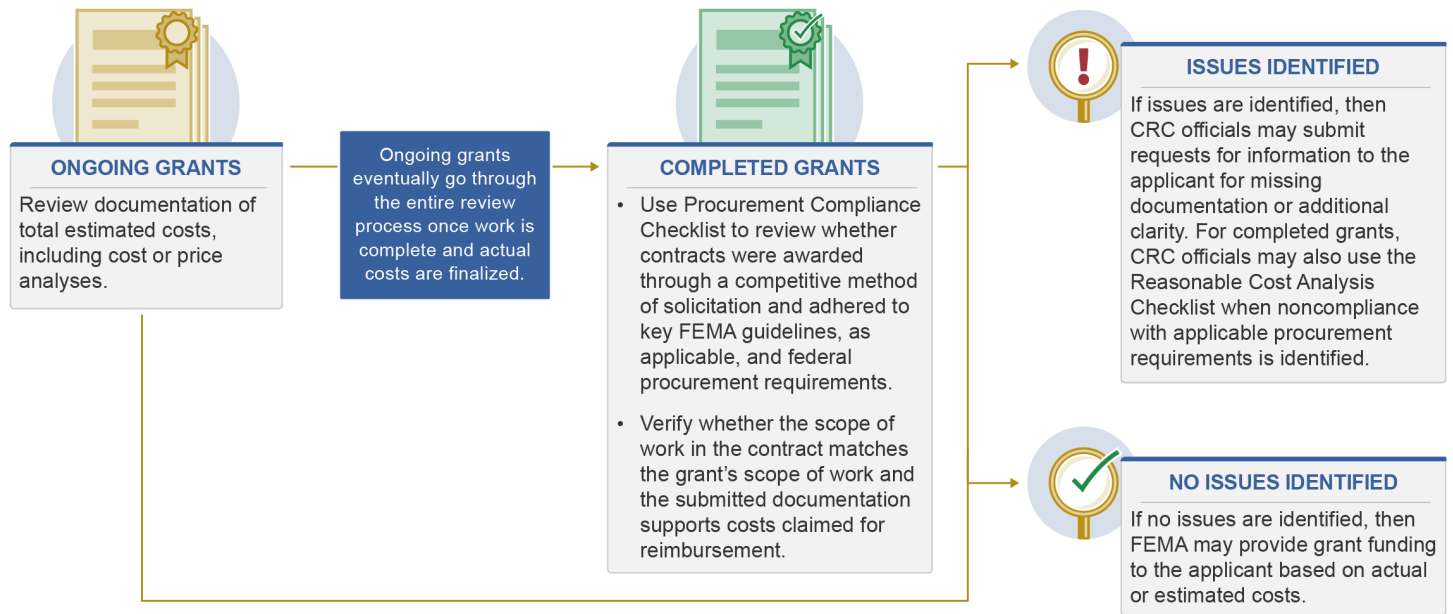 ONGOING GRANTS
Review documentation of
total estimated costs,
including cost or price
analyses.
Ongoing grants
eventually go through
the entire review
process once work is
complete and actual
costs are finalized.
COMPLETED GRANTS
• Use Procurement Compliance
Checklist to review whether
contracts were awarded
through a competitive method
of solicitation and adhered to
key FEMA guidelines, as
applicable, and federal
procurement requirements.
• Verify whether the scope of
work in the contract matches
the grant’s scope of work and
the submitted documentation
supports costs claimed for
reimbursement.
ISSUES IDENTIFIED
If issues are identified, then
CRC officials may submit
requests for information to the
applicant for missing
documentation or additional
clarity. For completed grants,
CRC officials may also use the
Reasonable Cost Analysis
Checklist when noncompliance
with applicable procurement
requirements is identified.
NO ISSUES IDENTIFIED
If no issues are identified, then
FEMA may provide grant funding
to the applicant based on actual
or estimated costs.